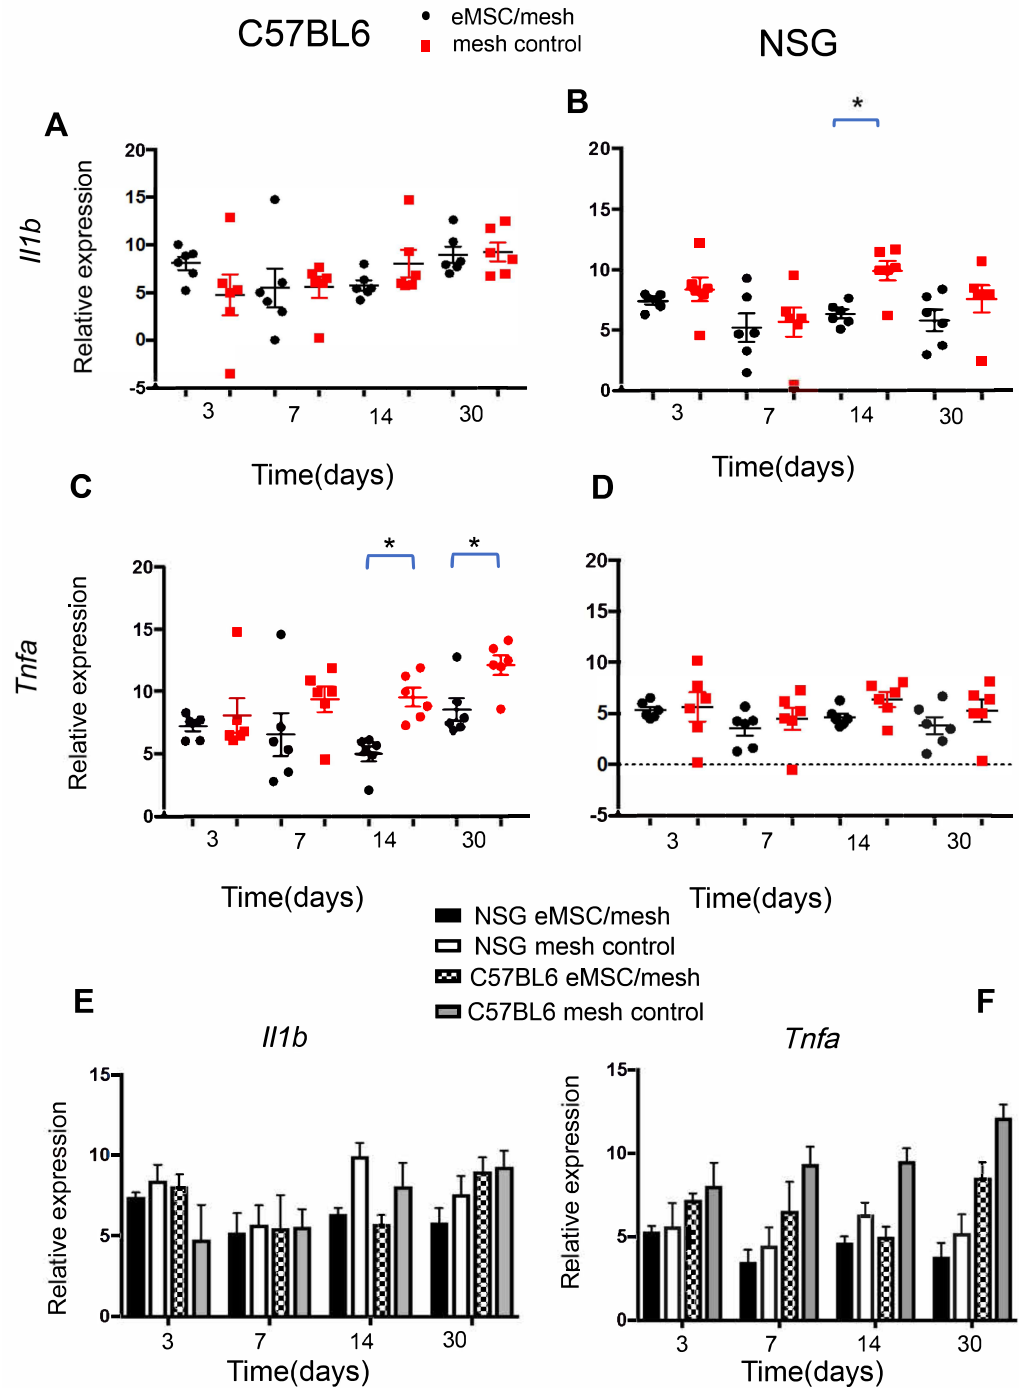 C57BL6
eMSC/mesh
mesh control
NSG
A
Il1b
Relative expression
20
15
10
5
0
-5
3
7
14
30
Time(days)
B
*
20
15
10
5
0
3
7
14
30
Time(days)
C
Tnfa
Relative expression
* *
20
15
10
5
0
3
7
14
30
Time(days)
D
20
15
10
5
0
-5
3
7
14
30
Time(days)
NSG eMSC/mesh
NSG mesh control
C57BL6 eMSC/mesh
C57BL6 mesh control
E
Il1b
Relative expression
15
10
5
0
3
7
14
30
Time(days)
F
Tnfa
Relative expression
15
10
5
0
3
7
14
30
Time(days)